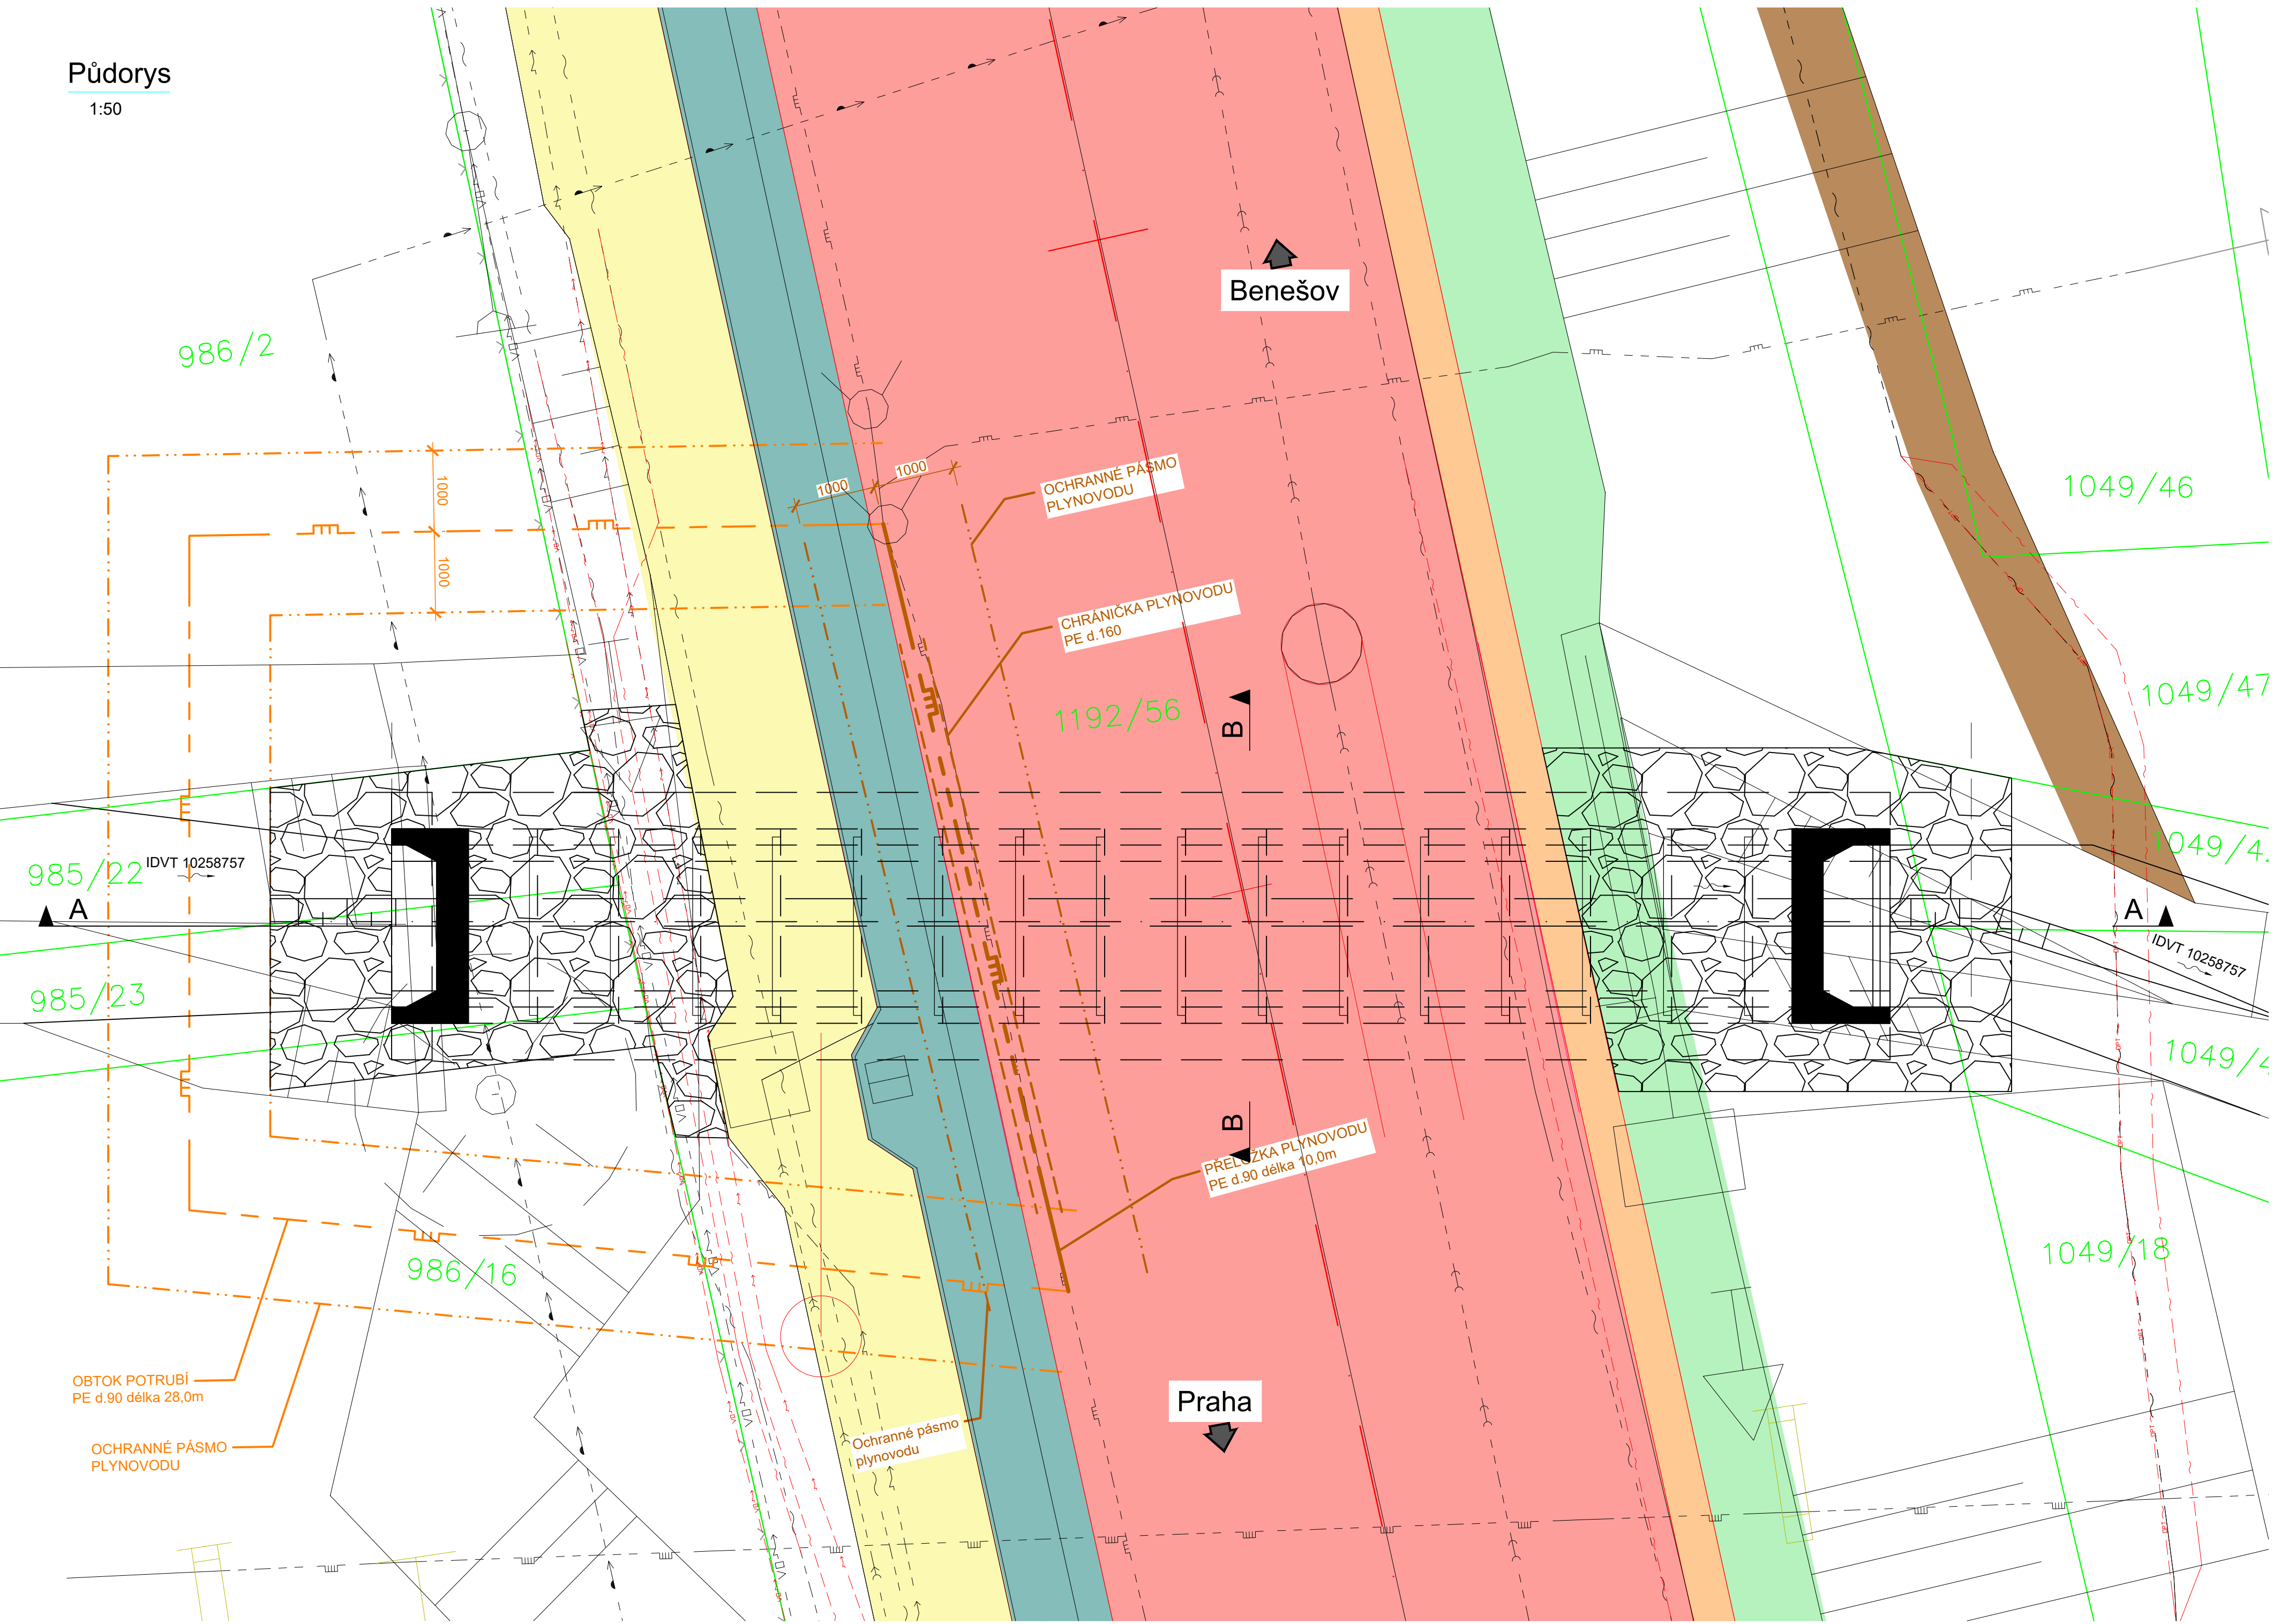 Půdorys
1:50
Benešov
986/2
1049/46
1000
1000
1000
1000
OCHRANNÉ PÁSMO
PLYNOVODU
CHRÁNIČKA PLYNOVODU
PE d.160
1192/56
1049/47
B
985/22
IDVT 10258757
A
A
IDVT 10258757
985/23
B
PŘELOŽKA PLYNOVODU
PE d.90 délka 10,0m
986/16
1049/18
OBTOK POTRUBÍ
PE d.90 délka 28,0m
Praha
OCHRANNÉ PÁSMO
PLYNOVODU
Ochranné pásmo
plynovodu